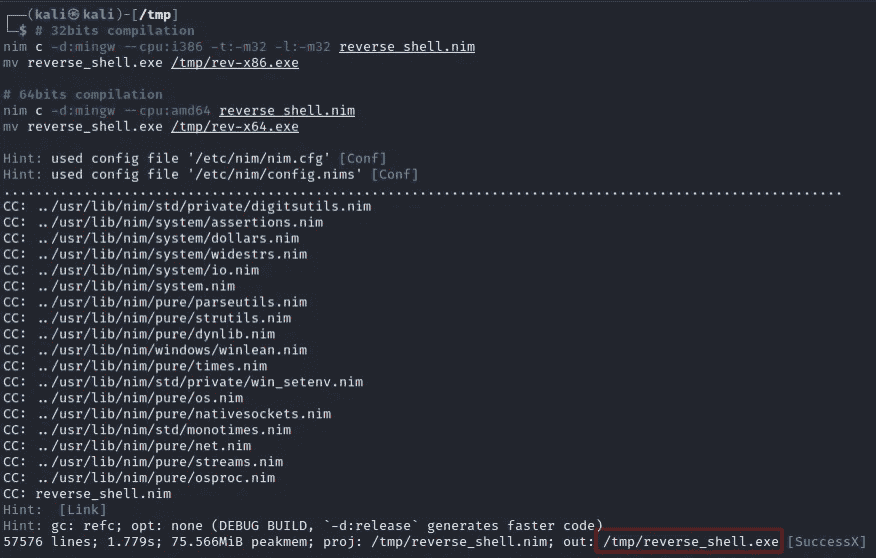 ┌──(kali㉿kali)-[/tmp]
└─$ # 32bits compilation
nim c -d:mingw --cpu:i386 -t:-m32 -l:-m32 reverse_shell.nim
mv reverse_shell.exe /tmp/rev-x86.exe
# 64bits compilation
nim c -d:mingw --cpu:amd64 reverse_shell.nim
mv reverse_shell.exe /tmp/rev-x64.exe
Hint: used config file '/etc/nim/nim.cfg' [Conf]
Hint: used config file '/etc/nim/config.nims' [Conf]
.........................................................................................................
CC: ../usr/lib/nim/std/private/digitsutils.nim
CC: ../usr/lib/nim/system/assertions.nim
CC: ../usr/lib/nim/system/dollars.nim
CC: ../usr/lib/nim/system/widestrs.nim
CC: ../usr/lib/nim/system/io.nim
CC: ../usr/lib/nim/system.nim
CC: ../usr/lib/nim/pure/parseutils.nim
CC: ../usr/lib/nim/pure/strutils.nim
CC: ../usr/lib/nim/pure/dynlib.nim
CC: ../usr/lib/nim/windows/winlean.nim
CC: ../usr/lib/nim/pure/times.nim
CC: ../usr/lib/nim/std/private/win_setenv.nim
CC: ../usr/lib/nim/pure/os.nim
CC: ../usr/lib/nim/pure/nativesockets.nim
CC: ../usr/lib/nim/std/monotimes.nim
CC: ../usr/lib/nim/pure/net.nim
CC: ../usr/lib/nim/pure/streams.nim
CC: ../usr/lib/nim/pure/osproc.nim
CC: reverse_shell.nim
Hint:  [Link]
Hint: gc: refc; opt: none (DEBUG BUILD, `-d:release` generates faster code)
57576 lines; 1.779s; 75.566MiB peakmem; proj: /tmp/reverse_shell.nim; out: /tmp/reverse_shell.exe [SuccessX]